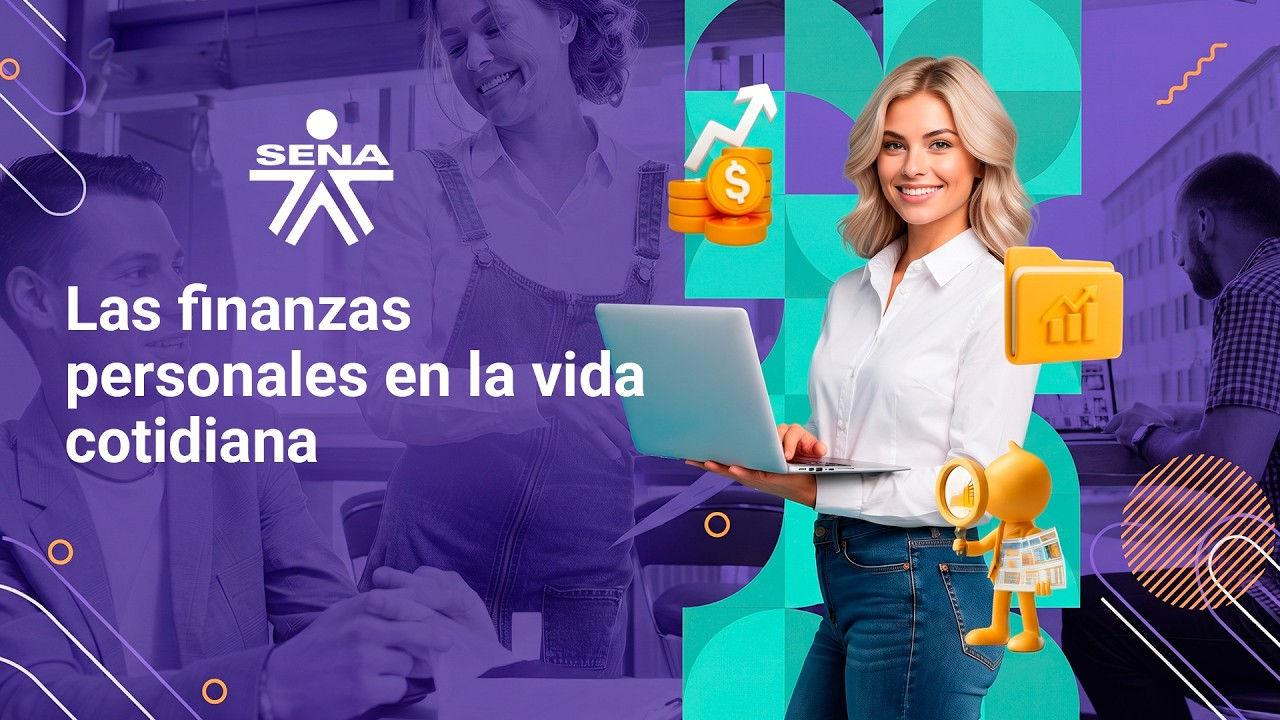 SENA
Las finanzas
personales en la vida
cotidiana
$